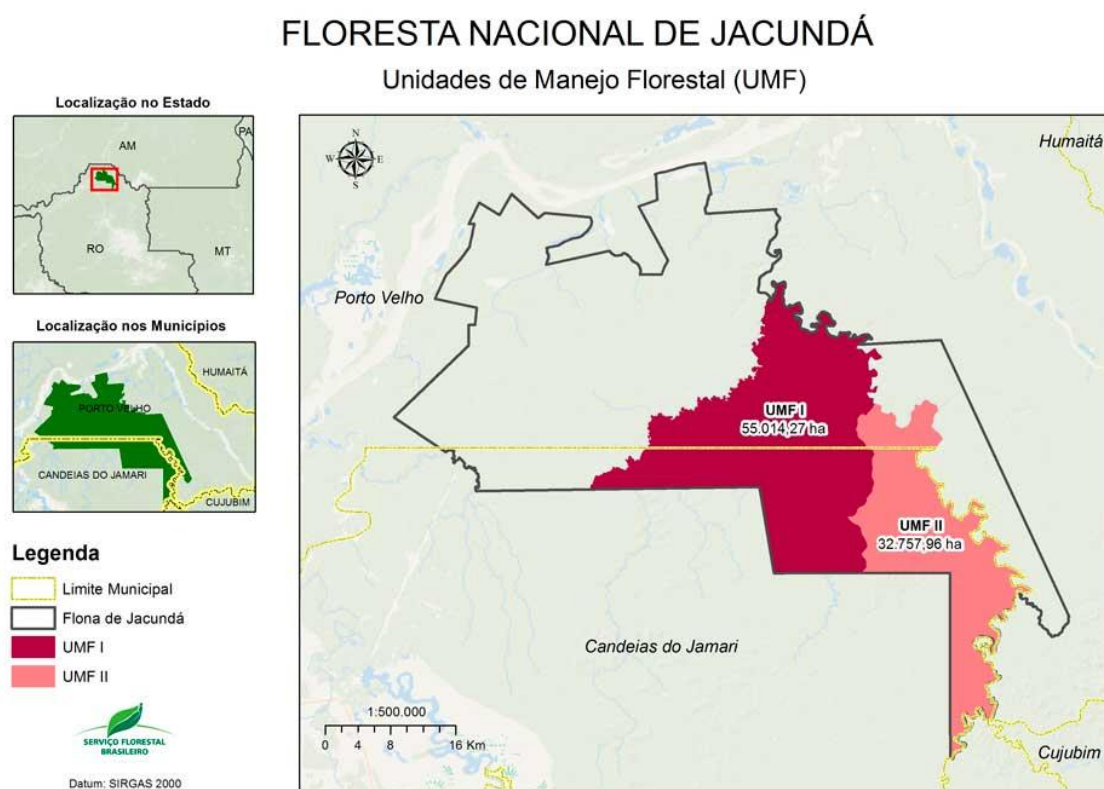 FLORESTA NACIONAL DE JACUNDÁ
Unidades de Manejo Florestal (UMF)
Localização no Estado
AM
PA
RO
MT
Localização nos Municípios
HUMAITÁ
PORTO VELHO
CANDEIAS DO JAMARI
CUJUBIM
Legenda
Limite Municipal
Flona de Jacundá
UMF I
UMF II
SERVIÇO FLORESTAL
BRASILEIRO
Datum: SIRGAS 2000
N
W E
S
Humaitá
Porto Velho
UMF I
55.014,27 ha
UMF II
32.757,96 ha
Candeias do Jamari
1:500.000
0 4 8 16 Km
Cujubim